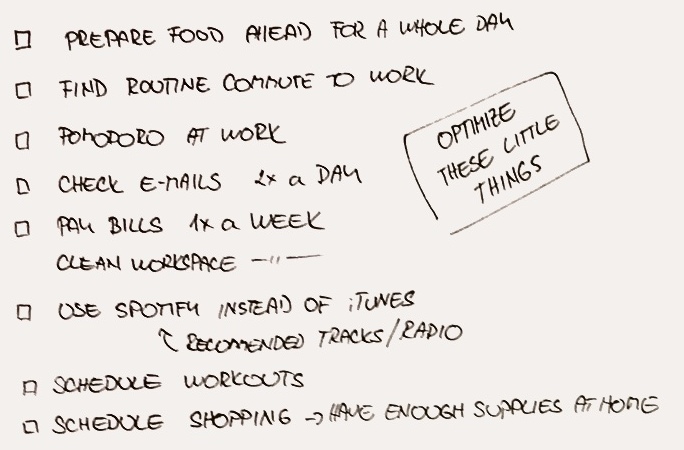 PREPARE FOOD AHEAD FOR A WHOLE DAY
FIND ROUTINE COMMUTE TO WORK
POMODORO AT WORK
CHECK E-MAILS 2x a DAY
PAY BILLS 1x a WEEK
CLEAN WORKSPACE —"—
USE SPOTIFY INSTEAD OF iTUNES
RECOMENDED TRACKS/RADIO
SCHEDULE WORKOUTS
SCHEDULE SHOPPING → HAVE ENOUGH SUPPLIES AT HOME
OPTIMIZE
THESE LITTLE
THINGS